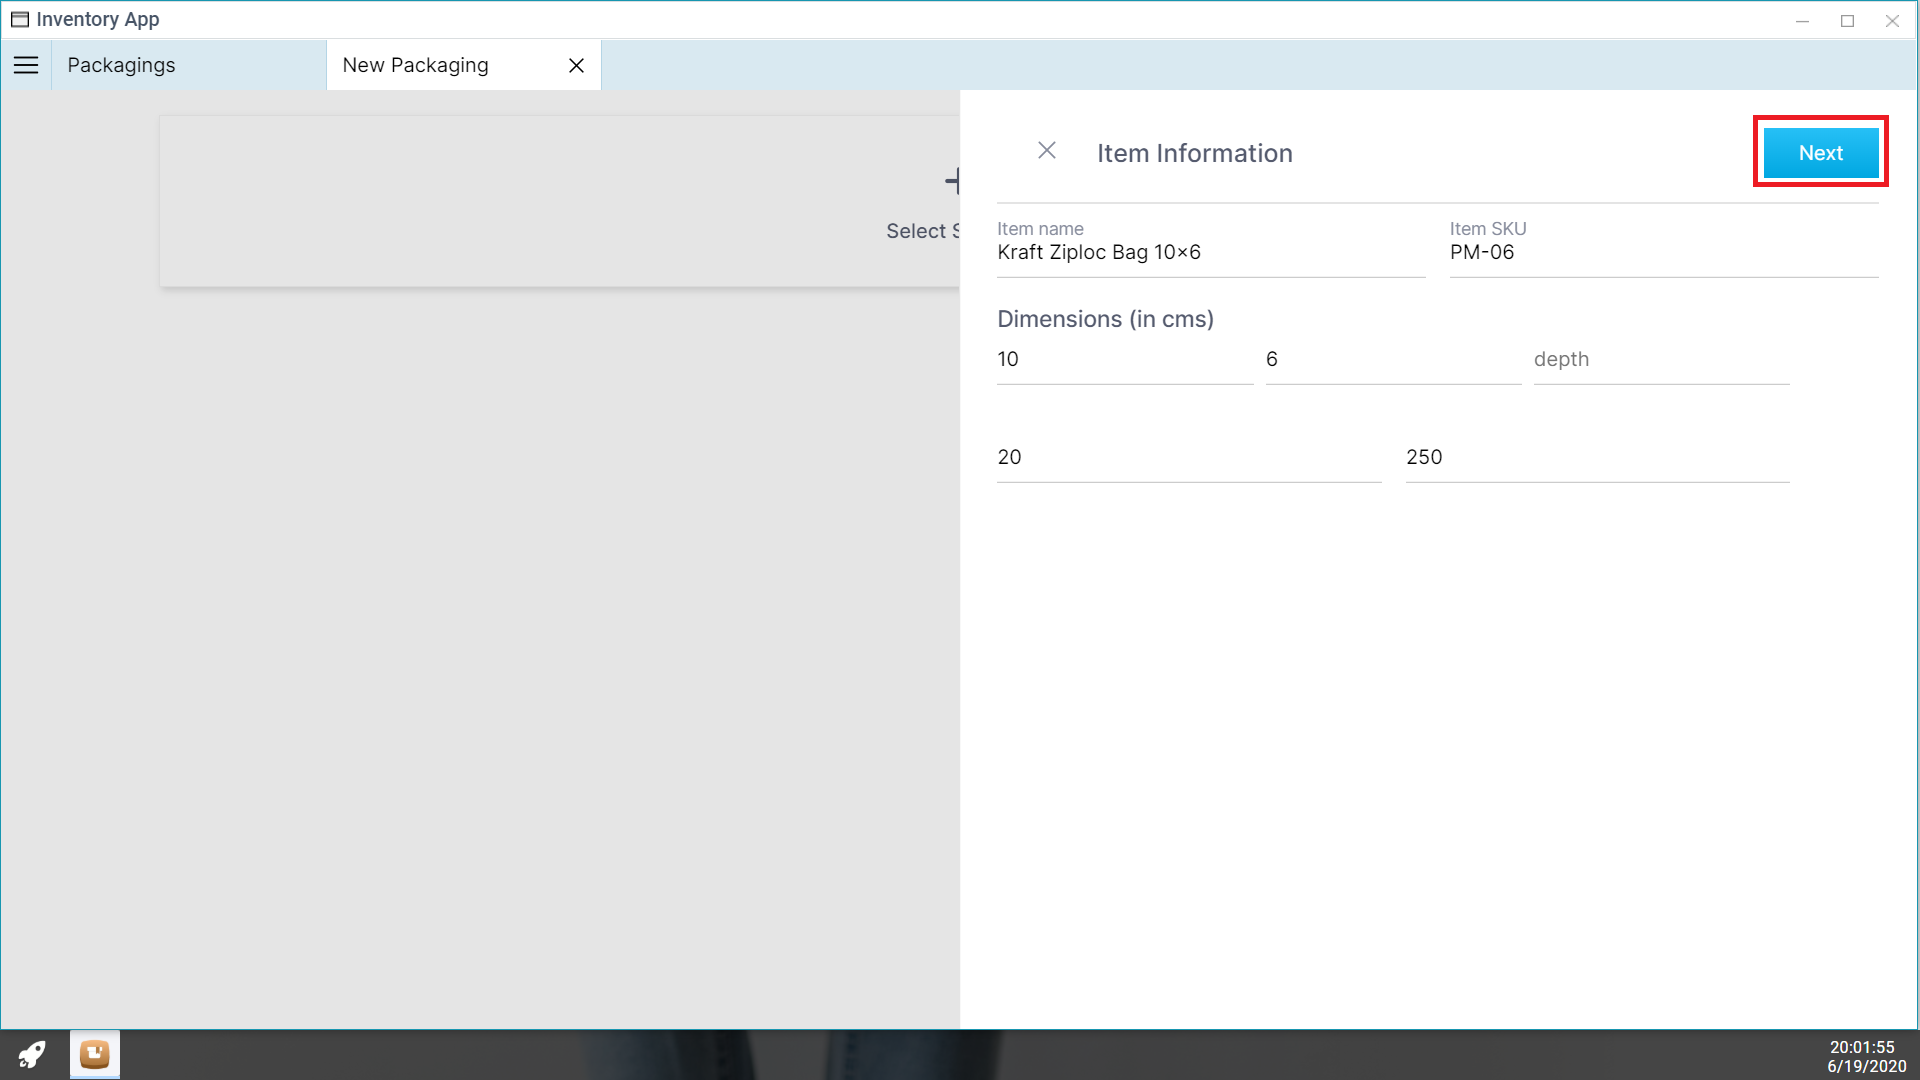 Inventory App
Packagings
New Packaging
Select S
Item Information
Next
Item name
Kraft Ziploc Bag 10×6
Item SKU
PM-06
Dimensions (in cms)
10
6
depth
20
250
20:01:55
6/19/2020